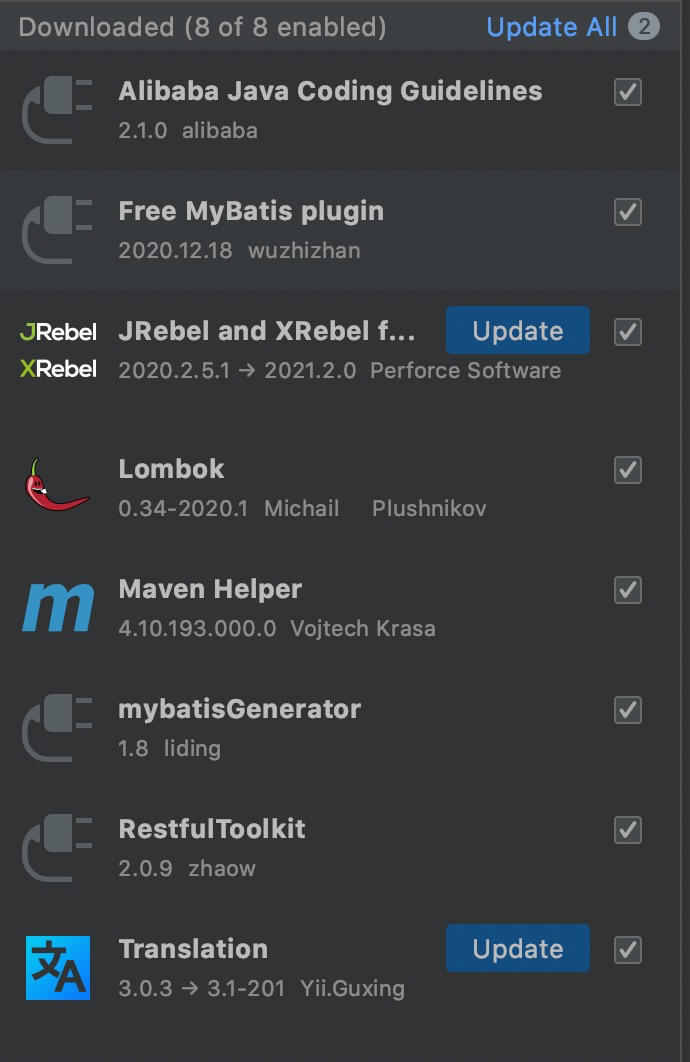 Downloaded (8 of 8 enabled) Update All 2
Alibaba Java Coding Guidelines
2.1.0 alibaba
Free MyBatis plugin
2020.12.18 wuzhizhan
JRebel JRebel and XRebel f... Update
XRebel 2020.2.5.1 → 2021.2.0 Perforce Software
Lombok
0.34-2020.1 Michail Plushnikov
m Maven Helper
4.10.193.000.0 Vojtech Krasa
mybatisGenerator
1.8 liding
RestfulToolkit
2.0.9 zhaow
文A Translation Update
3.0.3 → 3.1-201 Yii.Guxing